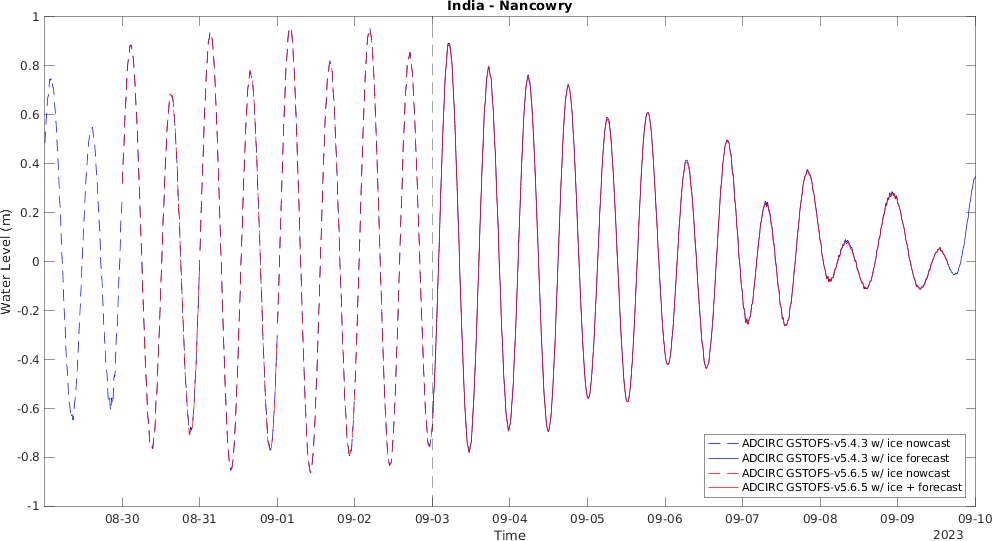 India - Nancowry
1
0.8
0.6
0.4
0.2
0
-0.2
-0.4
-0.6
-0.8
-1
Water Level (m)
ADCIRC GSTOFS-v5.4.3 w/ ice nowcast
ADCIRC GSTOFS-v5.4.3 w/ ice forecast
ADCIRC GSTOFS-v5.6.5 w/ ice nowcast
ADCIRC GSTOFS-v5.6.5 w/ ice + forecast
08-30 08-31 09-01 09-02 09-03 09-04 09-05 09-06 09-07 09-08 09-09 09-10
Time
2023